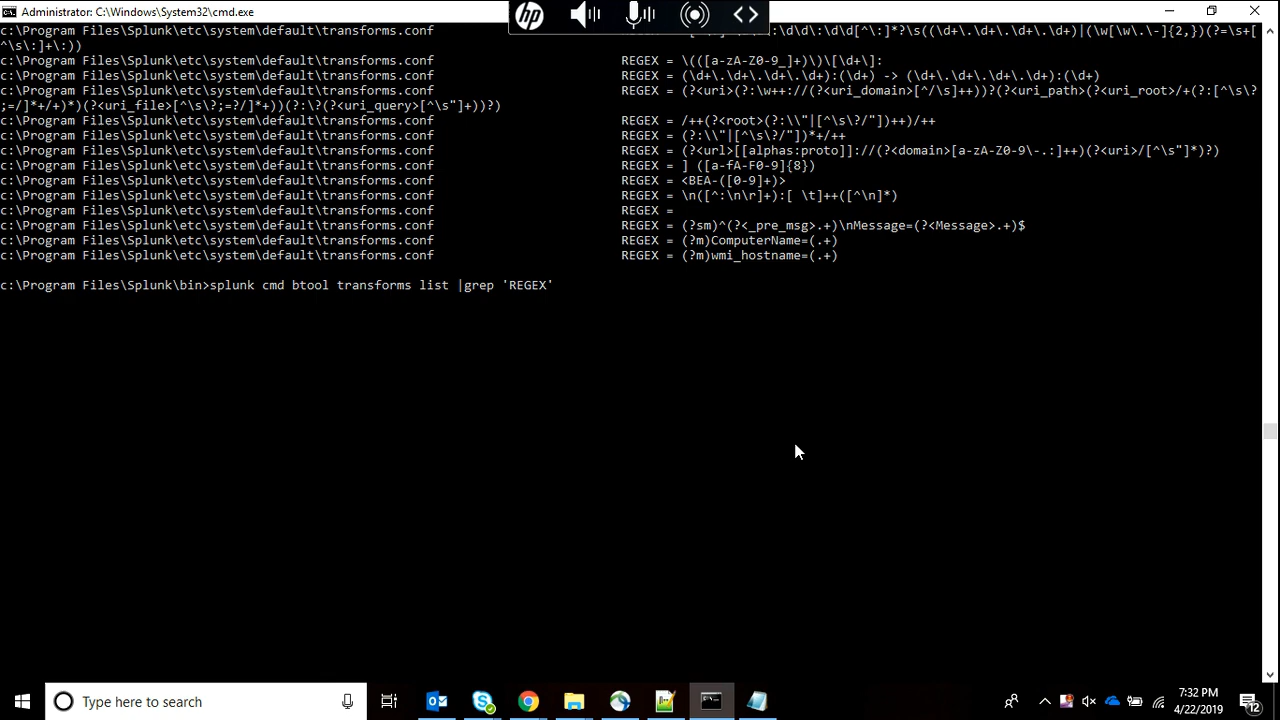 Administrator: C:\Windows\System32\cmd.exe
hp
c:\Program Files\Splunk\etc\system\default\transforms.conf \d\d:\d\d[^\:]*?\s((\d+\.\d+\.\d+\.\d+)|(\w[\w\.\-]{2,})(?=\s+[
^\s\:]+\:))
c:\Program Files\Splunk\etc\system\default\transforms.conf REGEX = \(([a-zA-Z0-9_]+)\)\[\d+\]:
c:\Program Files\Splunk\etc\system\default\transforms.conf REGEX = (\d+\.\d+\.\d+\.\d+):(\d+) -> (\d+\.\d+\.\d+\.\d+):(\d+)
c:\Program Files\Splunk\etc\system\default\transforms.conf REGEX = (?<uri>(?:\w++://(?<uri_domain>[^/\s]++))?(?<uri_path>(?<uri_root>/+(?:[^\s\?
;=/]*+/+)*)(?<uri_file>[^\s\?;=?/]*+))(?:\?(?<uri_query>[^\s"]+))?)
c:\Program Files\Splunk\etc\system\default\transforms.conf REGEX = /++(?<root>(?:\\"|[^\s\?/"])++)/++
c:\Program Files\Splunk\etc\system\default\transforms.conf REGEX = (?:\\"|[^\s\?/"])*+/++
c:\Program Files\Splunk\etc\system\default\transforms.conf REGEX = (?<url>[[alphas:proto]]://(?<domain>[a-zA-Z0-9\-.:]++)(?<uri>/[^\s"]*)?)
c:\Program Files\Splunk\etc\system\default\transforms.conf REGEX = ] ([a-fA-F0-9]{8})
c:\Program Files\Splunk\etc\system\default\transforms.conf REGEX = <BEA-([0-9]+)>
c:\Program Files\Splunk\etc\system\default\transforms.conf REGEX = \n([^:\n\r]+):[ \t]++([^\n]*)
c:\Program Files\Splunk\etc\system\default\transforms.conf REGEX =
c:\Program Files\Splunk\etc\system\default\transforms.conf REGEX = (?sm)^(?<_pre_msg>.+)\nMessage=(?<Message>.+)$
c:\Program Files\Splunk\etc\system\default\transforms.conf REGEX = (?m)ComputerName=(.+)
c:\Program Files\Splunk\etc\system\default\transforms.conf REGEX = (?m)wmi_hostname=(.+)
c:\Program Files\Splunk\bin>splunk cmd btool transforms list |grep 'REGEX'
Type here to search
7:32 PM
4/22/2019
12